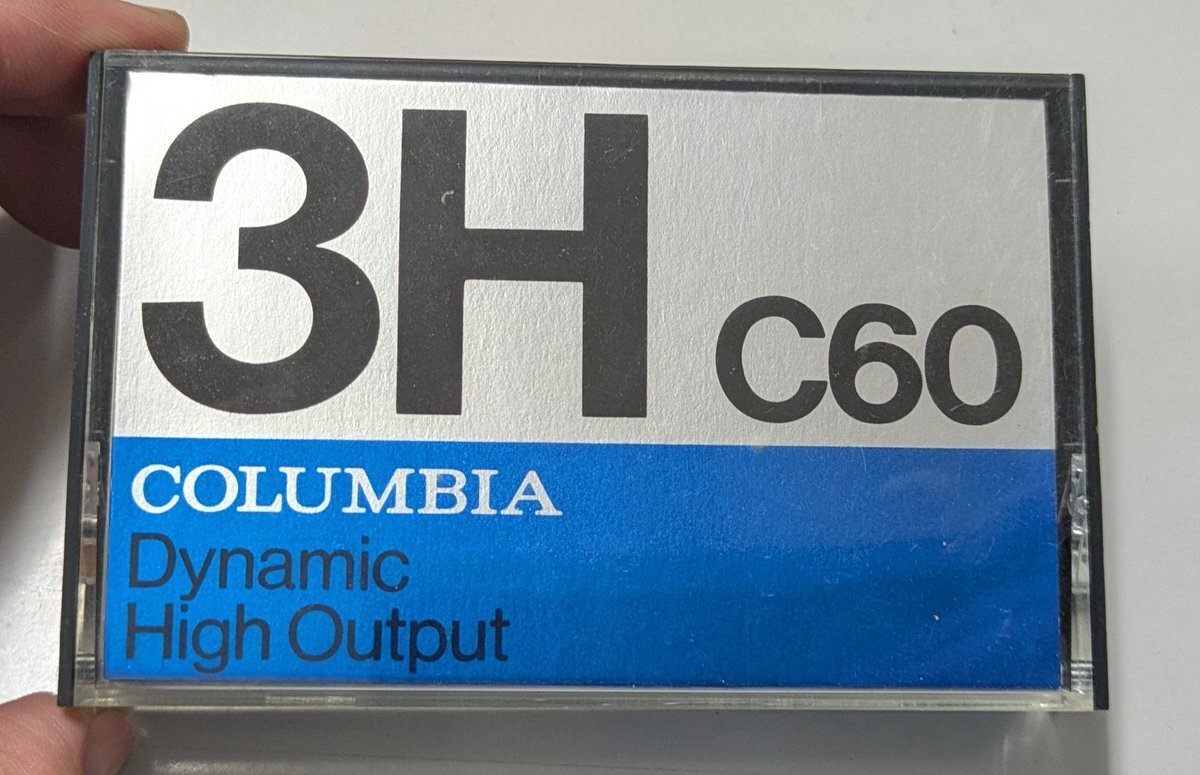 3H C60
COLUMBIA
Dynamic
High Output